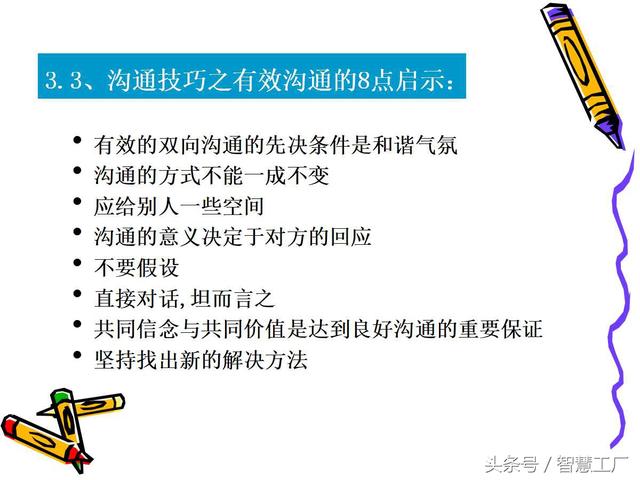 3.3、沟通技巧之有效沟通的8点启示：
• 有效的双向沟通的先决条件是和谐气氛
• 沟通的方式不能一成不变
• 应给别人一些空间
• 沟通的意义决定于对方的回应
• 不要假设
• 直接对话,坦而言之
• 共同信念与共同价值是达到良好沟通的重要保证
• 坚持找出新的解决方法
头条号／智慧工厂